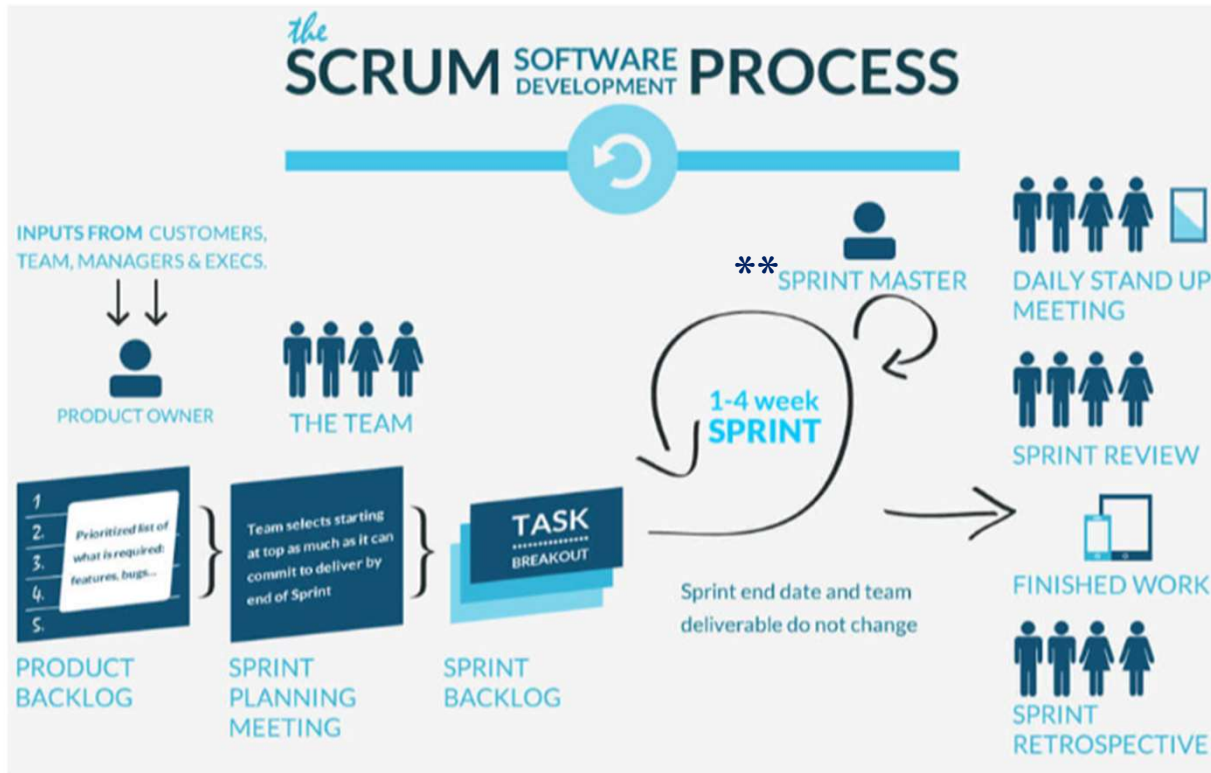 the
SCRUM SOFTWARE DEVELOPMENT PROCESS
INPUTS FROM CUSTOMERS,
TEAM, MANAGERS & EXECS.
PRODUCT OWNER
THE TEAM
**SPRINT MASTER
1-4 week
SPRINT
1
2.
3.
4.
5.
Prioritized list of
what is required:
features, bugs...
PRODUCT
BACKLOG
Team selects starting
at top as much as it can
commit to deliver by
end of Sprint
SPRINT
PLANNING
MEETING
TASK
BREAKOUT
SPRINT
BACKLOG
Sprint end date and team
deliverable do not change
DAILY STAND UP
MEETING
SPRINT REVIEW
FINISHED WORK
SPRINT
RETROSPECTIVE